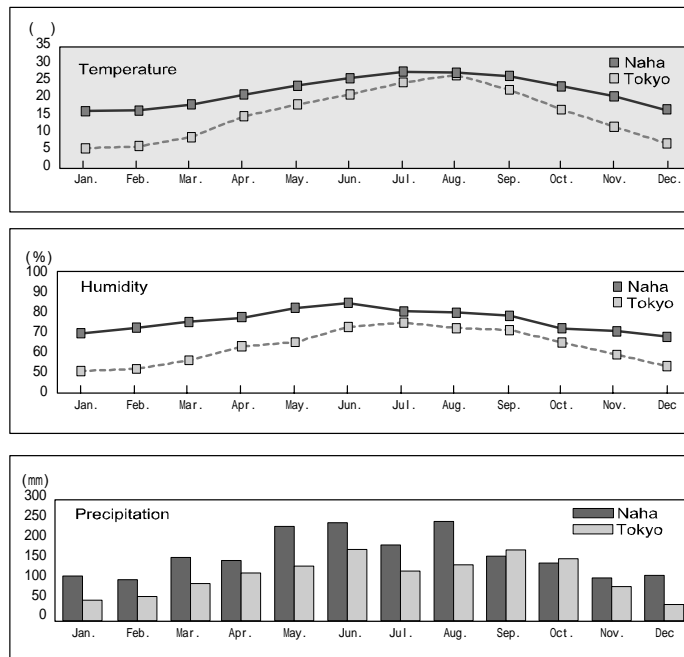 ( )
35
30
25
20
15
10
5
0
Temperature
Naha
Tokyo
Jan. Feb. Mar. Apr. May. Jun. Jul. Aug. Sep. Oct. Nov. Dec.
(%)
100
90
80
70
60
50
0
Humidity
Naha
Tokyo
Jan. Feb. Mar. Apr. May. Jun. Jul. Aug. Sep. Oct. Nov. Dec
(mm)
300
250
200
150
100
50
0
Precipitation
Naha
Tokyo
Jan. Feb. Mar. Apr. May. Jun. Jul. Aug. Sep. Oct. Nov. Dec.